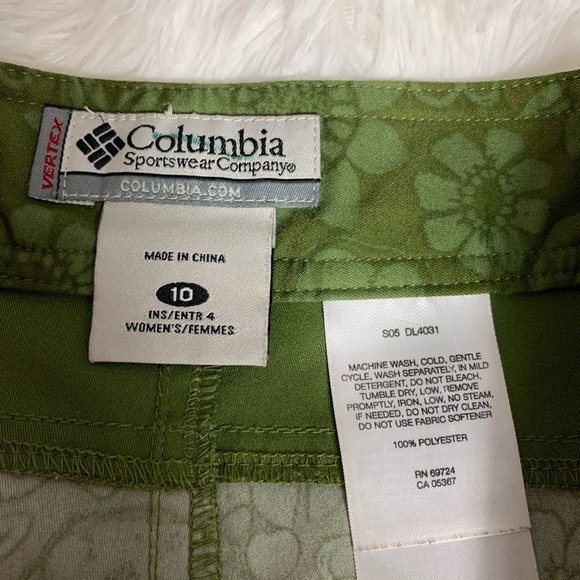 VERTEX
Columbia
Sportswear Company®
COLUMBIA.COM
MADE IN CHINA
10
INS/ENTR 4
WOMEN'S/FEMMES
S05 DL4031
MACHINE WASH, COLD, GENTLE
CYCLE, WASH SEPARATELY, IN MILD
DETERGENT, DO NOT BLEACH,
TUMBLE DRY, LOW, REMOVE
PROMPTLY, IRON, LOW, NO STEAM,
IF NEEDED, DO NOT DRY CLEAN,
DO NOT USE FABRIC SOFTENER
100% POLYESTER
RN 69724
CA 05367